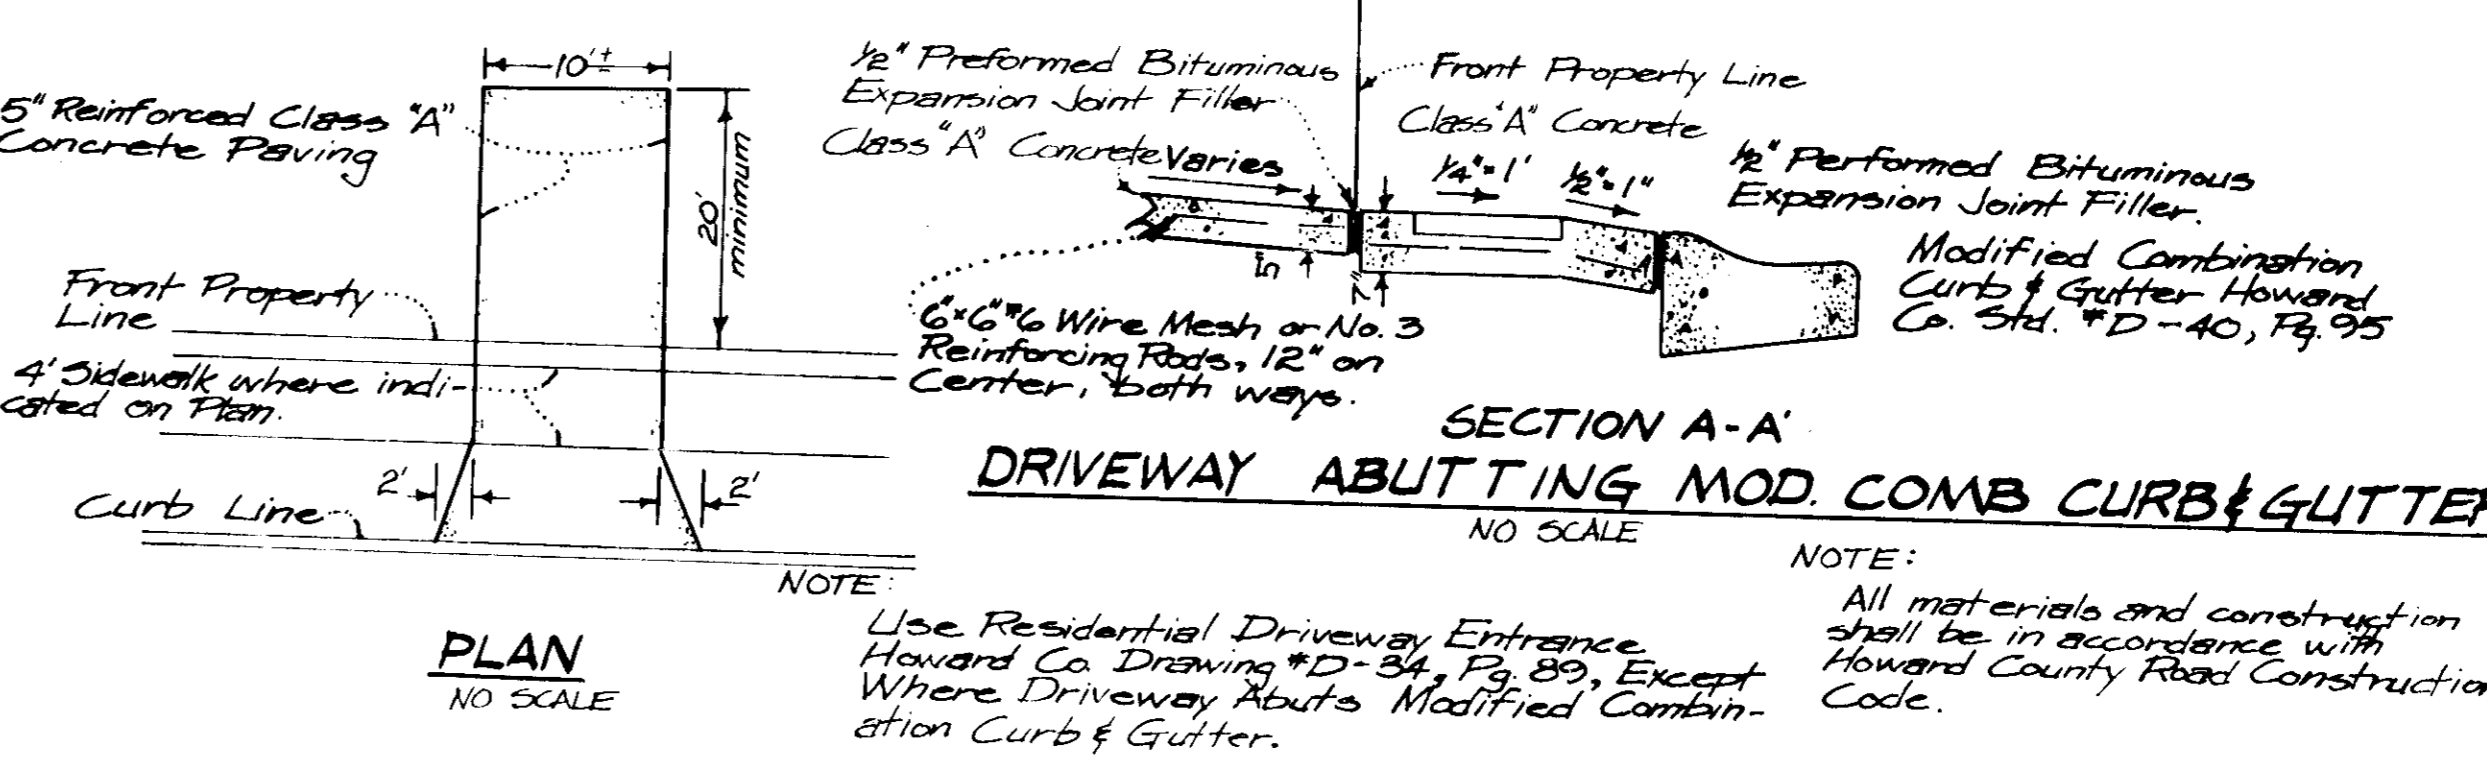 10'±
5" Reinforced Class "A"
Concrete Paving
20'
minimum
Front Property
Line
4' Sidewalk where indi-
cated on Plan.
2'
2'
Curb Line
PLAN
NO SCALE
1/2" Preformed Bituminous
Expansion Joint Filler
Class "A" Concrete
Varies
Front Property Line
Class "A" Concrete
1/4"=1'
1/2"=1"
1/2" Performed Bituminous
Expansion Joint Filler.
Modified Combination
Curb & Gutter Howard
Co. Std. #D-40, Pg. 95
5"
7"
6"x6"#6 Wire Mesh or No. 3
Reinforcing Rods, 12" on
Center, both ways.
SECTION A-A'
DRIVEWAY ABUTTING MOD. COMB CURB & GUTTER
NO SCALE
NOTE:
Use Residential Driveway Entrance
Howard Co. Drawing #D-34, Pg. 89, Except
Where Driveway Abuts Modified Combin-
ation Curb & Gutter.
NOTE:
All materials and construction
shall be in accordance with
Howard County Road Construction
Code.